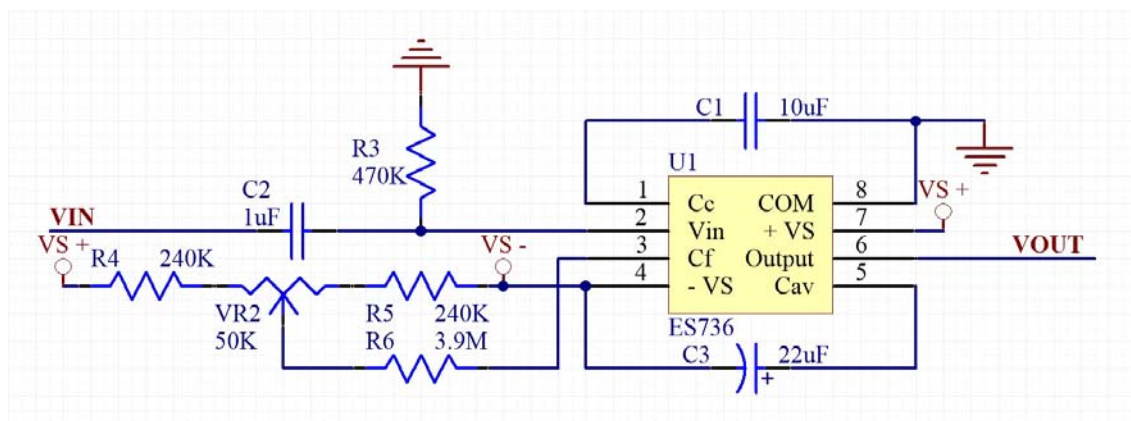 C1 10uF
R3
470K
U1
C2
1uF
VIN
VS +
R4 240K
VS -
VR2
50K
R5 240K
R6 3.9M
1 Cc COM 8
2 Vin + VS 7
3 Cf Output 6
4 - VS Cav 5
VS +
VOUT
ES736
C3 22uF
+